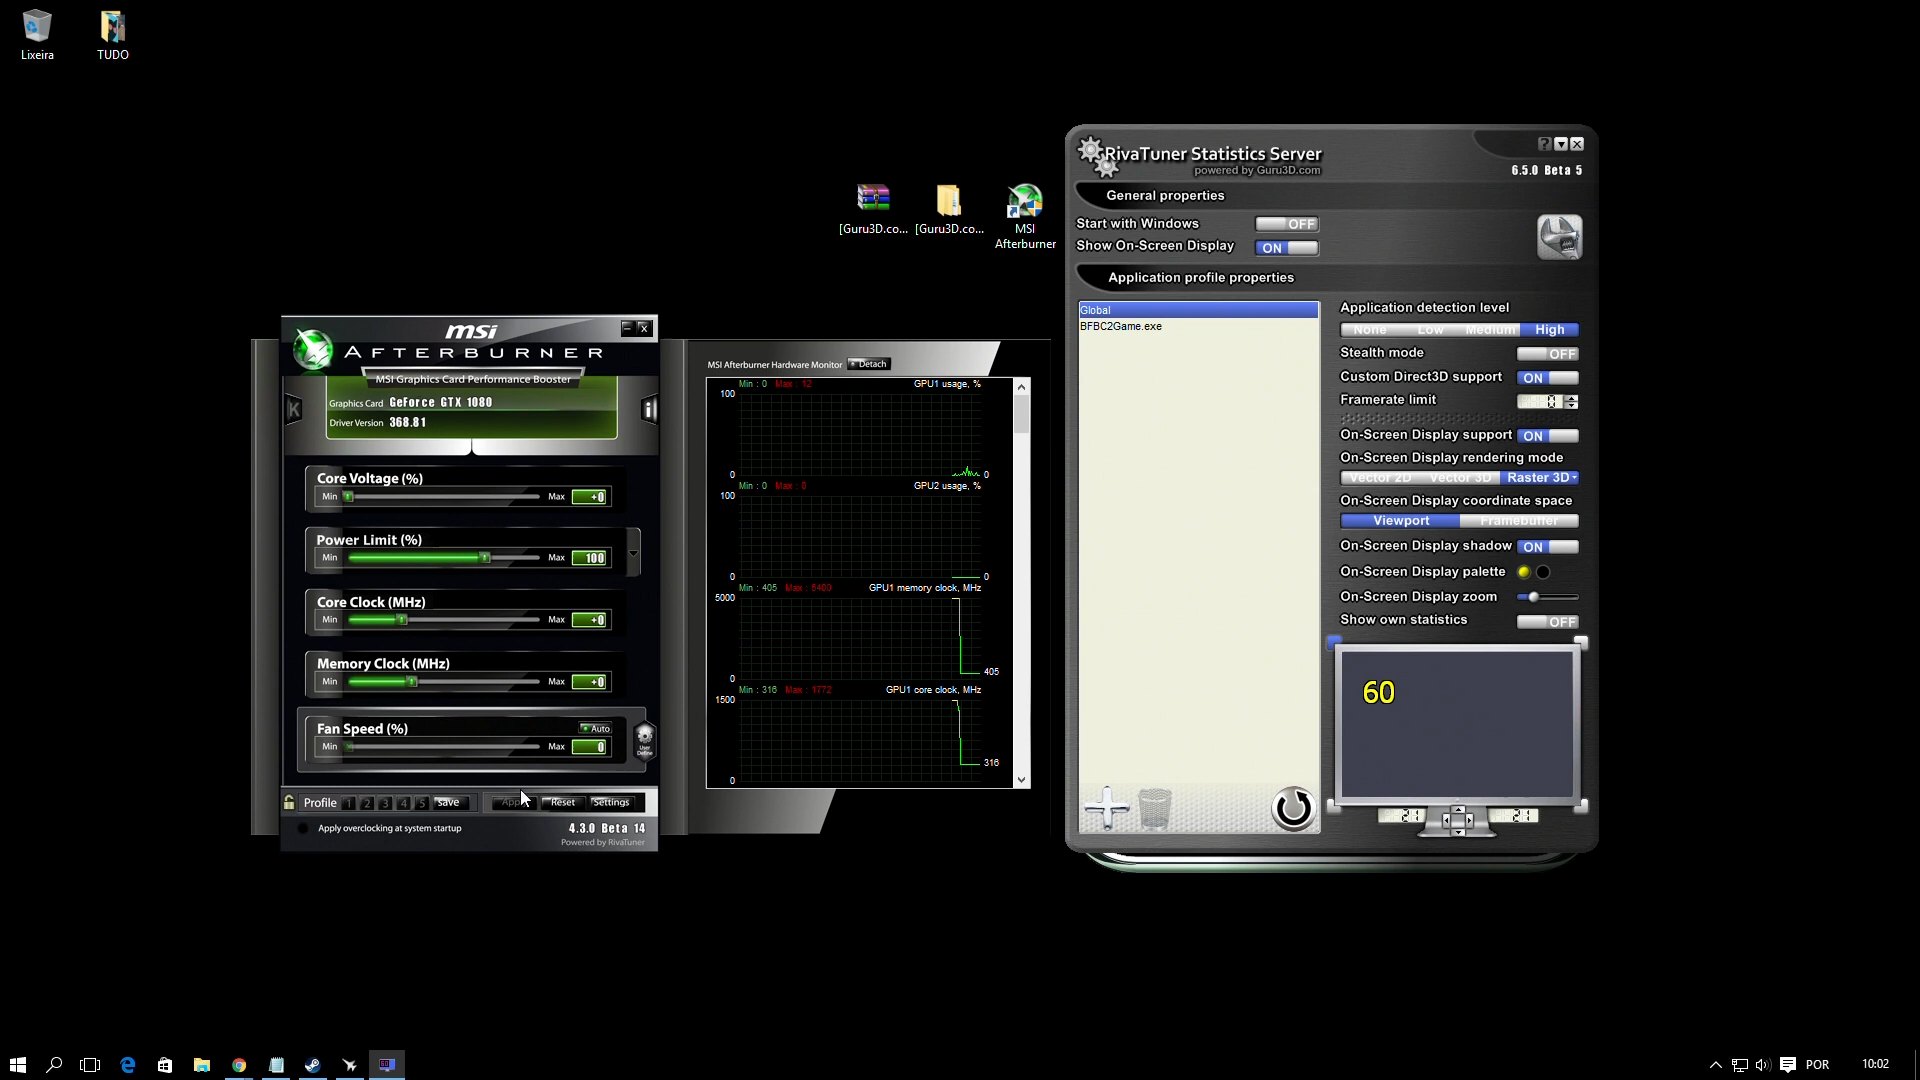 Lixeira
TUDO
[Guru3D.co...
[Guru3D.co...
MSI
Afterburner
msi
AFTERBURNER
MSI Graphics Card Performance Booster
Graphics Card GeForce GTX 1080
Driver Version 368.81
K
i
Core Voltage (%)
Min Max +0
Power Limit (%)
Min Max 100
Core Clock (MHz)
Min Max +0
Memory Clock (MHz)
Min Max +0
Fan Speed (%) Auto
Min Max 0
User
Define
Profile 1 2 3 4 5 save Reset Settings
Apply overclocking at system startup
4.3.0 Beta 14
Powered by RivaTuner
MSI Afterburner Hardware Monitor Detach
Min : 0 Max : 12 GPU1 usage, %
100
0 0
Min : 0 Max : 0 GPU2 usage, %
100
0 0
Min : 405 Max : 5400 GPU1 memory clock, MHz
5000
405
0
Min : 316 Max : 1772 GPU1 core clock, MHz
1500
316
0
RivaTuner Statistics Server
powered by Guru3D.com
? 
6.5.0 Beta 5
General properties
Start with Windows OFF
Show On-Screen Display ON
Application profile properties
Global
BFBC2Game.exe
Application detection level
None Low Medium High
Stealth mode OFF
Custom Direct3D support ON
Framerate limit 0
On-Screen Display support ON
On-Screen Display rendering mode
Vector 2D Vector 3D Raster 3D
On-Screen Display coordinate space
Viewport Framebuffer
On-Screen Display shadow ON
On-Screen Display palette
On-Screen Display zoom
Show own statistics OFF
60
21 21
POR
10:02